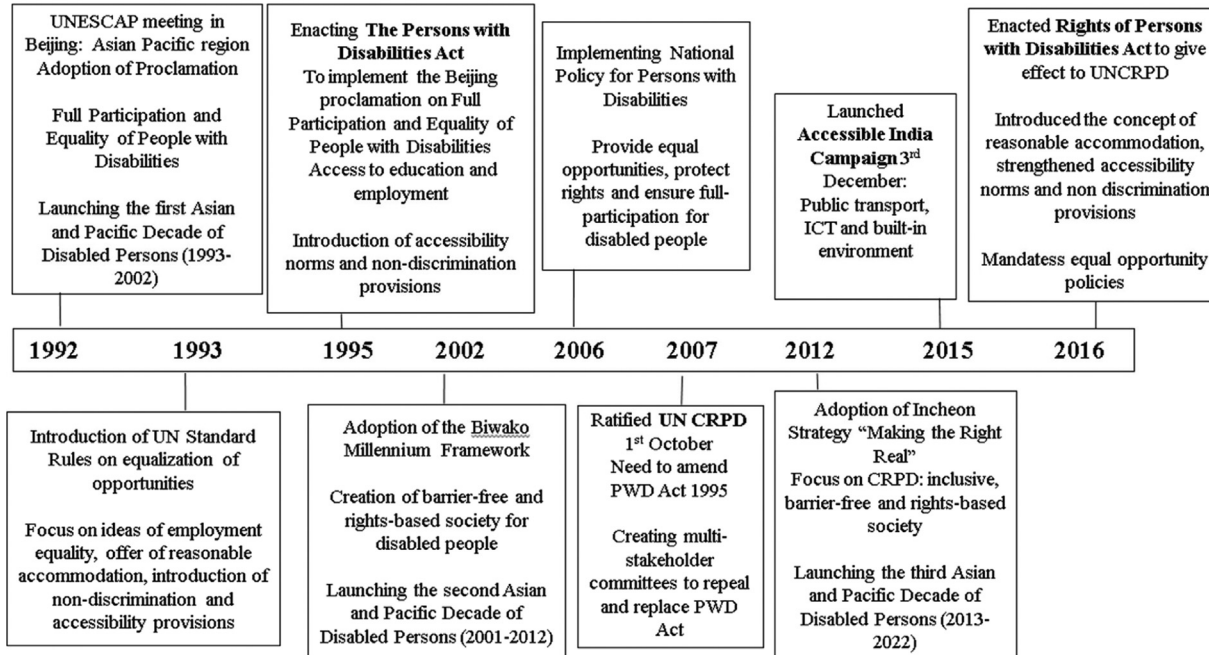 UNESCAP meeting in
Beijing: Asian Pacific region
Adoption of Proclamation
Full Participation and
Equality of People with
Disabilities
Launching the first Asian
and Pacific Decade of
Disabled Persons (1993-
2002)
Enacting The Persons with
Disabilities Act
To implement the Beijing
proclamation on Full
Participation and Equality of
People with Disabilities
Access to education and
employment
Introduction of accessibility
norms and non-discrimination
provisions
Implementing National
Policy for Persons with
Disabilities
Provide equal
opportunities, protect
rights and ensure full-
participation for
disabled people
Launched
Accessible India
Campaign 3rd
December:
Public transport,
ICT and built-in
environment
Enacted Rights of Persons
with Disabilities Act to give
effect to UNCRPD
Introduced the concept of
reasonable accommodation,
strengthened accessibility
norms and non discrimination
provisions
Mandatess equal opportunity
policies
1992 1993 1995 2002 2006 2007 2012 2015 2016
Introduction of UN Standard
Rules on equalization of
opportunities
Focus on ideas of employment
equality, offer of reasonable
accommodation, introduction of
non-discrimination and
accessibility provisions
Adoption of the Biwako
Millennium Framework
Creation of barrier-free and
rights-based society for
disabled people
Launching the second Asian
and Pacific Decade of
Disabled Persons (2001-2012)
Ratified UN CRPD
1st October
Need to amend
PWD Act 1995
Creating multi-
stakeholder
committees to repeal
and replace PWD
Act
Adoption of Incheon
Strategy “Making the Right
Real”
Focus on CRPD: inclusive,
barrier-free and rights-based
society
Launching the third Asian
and Pacific Decade of
Disabled Persons (2013-
2022)